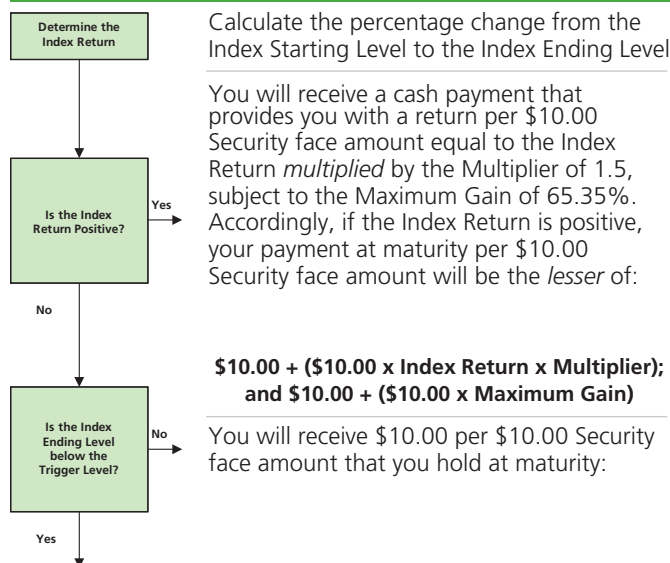 Determine the
Index Return
Calculate the percentage change from the
Index Starting Level to the Index Ending Level
You will receive a cash payment that
provides you with a return per $10.00
Security face amount equal to the Index
Return multiplied by the Multiplier of 1.5,
subject to the Maximum Gain of 65.35%.
Accordingly, if the Index Return is positive,
your payment at maturity per $10.00
Security face amount will be the lesser of:
Is the Index
Return Positive?
Yes
No
$10.00 + ($10.00 x Index Return x Multiplier);
and $10.00 + ($10.00 x Maximum Gain)
Is the Index
Ending Level
below the
Trigger Level?
No
You will receive $10.00 per $10.00 Security
face amount that you hold at maturity:
Yes